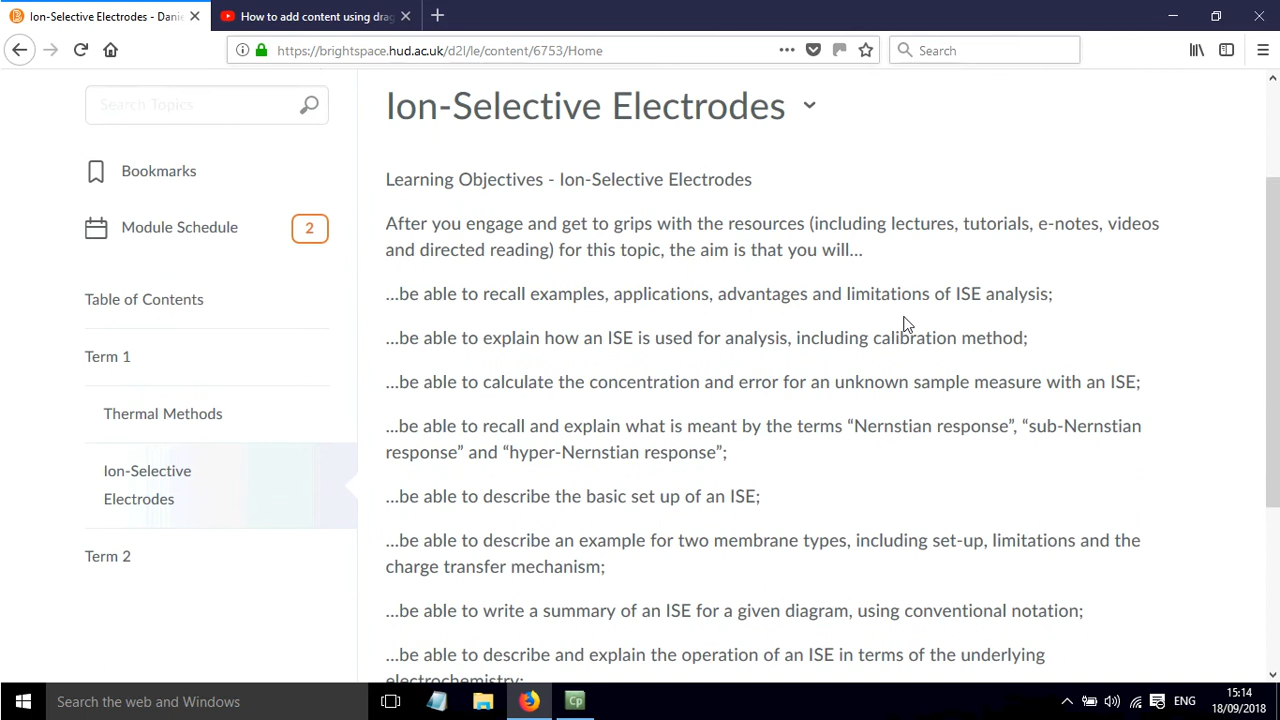 Ion-Selective Electrodes - Danie
How to add content using drag
https://brightspace.hud.ac.uk/d2l/le/content/6753/Home
Search
Search Topics
Bookmarks
Module Schedule
2
Table of Contents
Term 1
Thermal Methods
Ion-Selective
Electrodes
Term 2
Ion-Selective Electrodes
Learning Objectives - Ion-Selective Electrodes
After you engage and get to grips with the resources (including lectures, tutorials, e-notes, videos
and directed reading) for this topic, the aim is that you will...
...be able to recall examples, applications, advantages and limitations of ISE analysis;
...be able to explain how an ISE is used for analysis, including calibration method;
...be able to calculate the concentration and error for an unknown sample measure with an ISE;
...be able to recall and explain what is meant by the terms “Nernstian response”, “sub-Nernstian
response” and “hyper-Nernstian response”;
...be able to describe the basic set up of an ISE;
...be able to describe an example for two membrane types, including set-up, limitations and the
charge transfer mechanism;
...be able to write a summary of an ISE for a given diagram, using conventional notation;
...be able to describe and explain the operation of an ISE in terms of the underlying
electrochemistry;
Search the web and Windows
Cp
ENG
15:14
18/09/2018